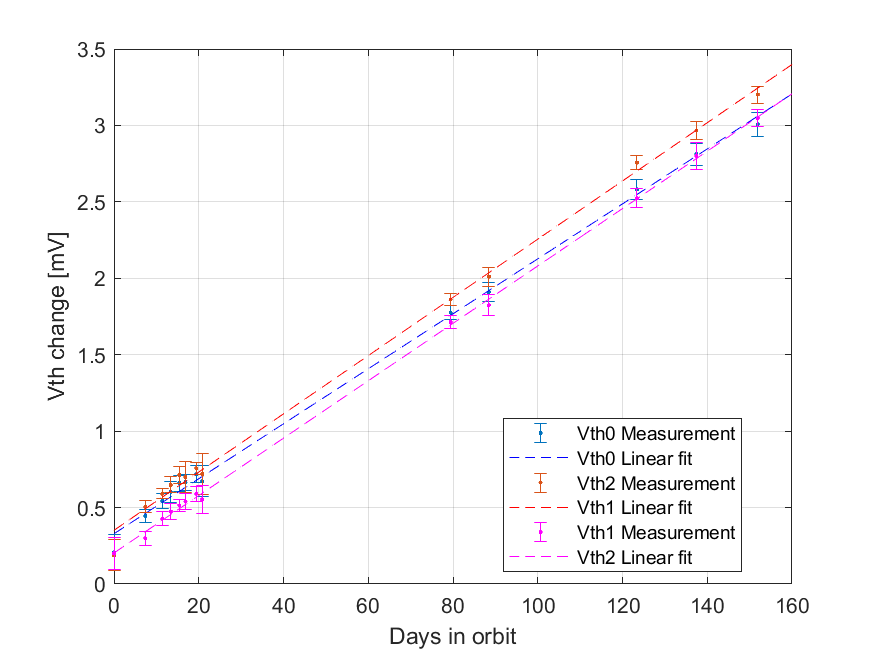 3.5
3
2.5
2
1.5
1
0.5
0
Vth change [mV]
0 20 40 60 80 100 120 140 160
Days in orbit
Vth0 Measurement
Vth0 Linear fit
Vth2 Measurement
Vth1 Linear fit
Vth1 Measurement
Vth2 Linear fit